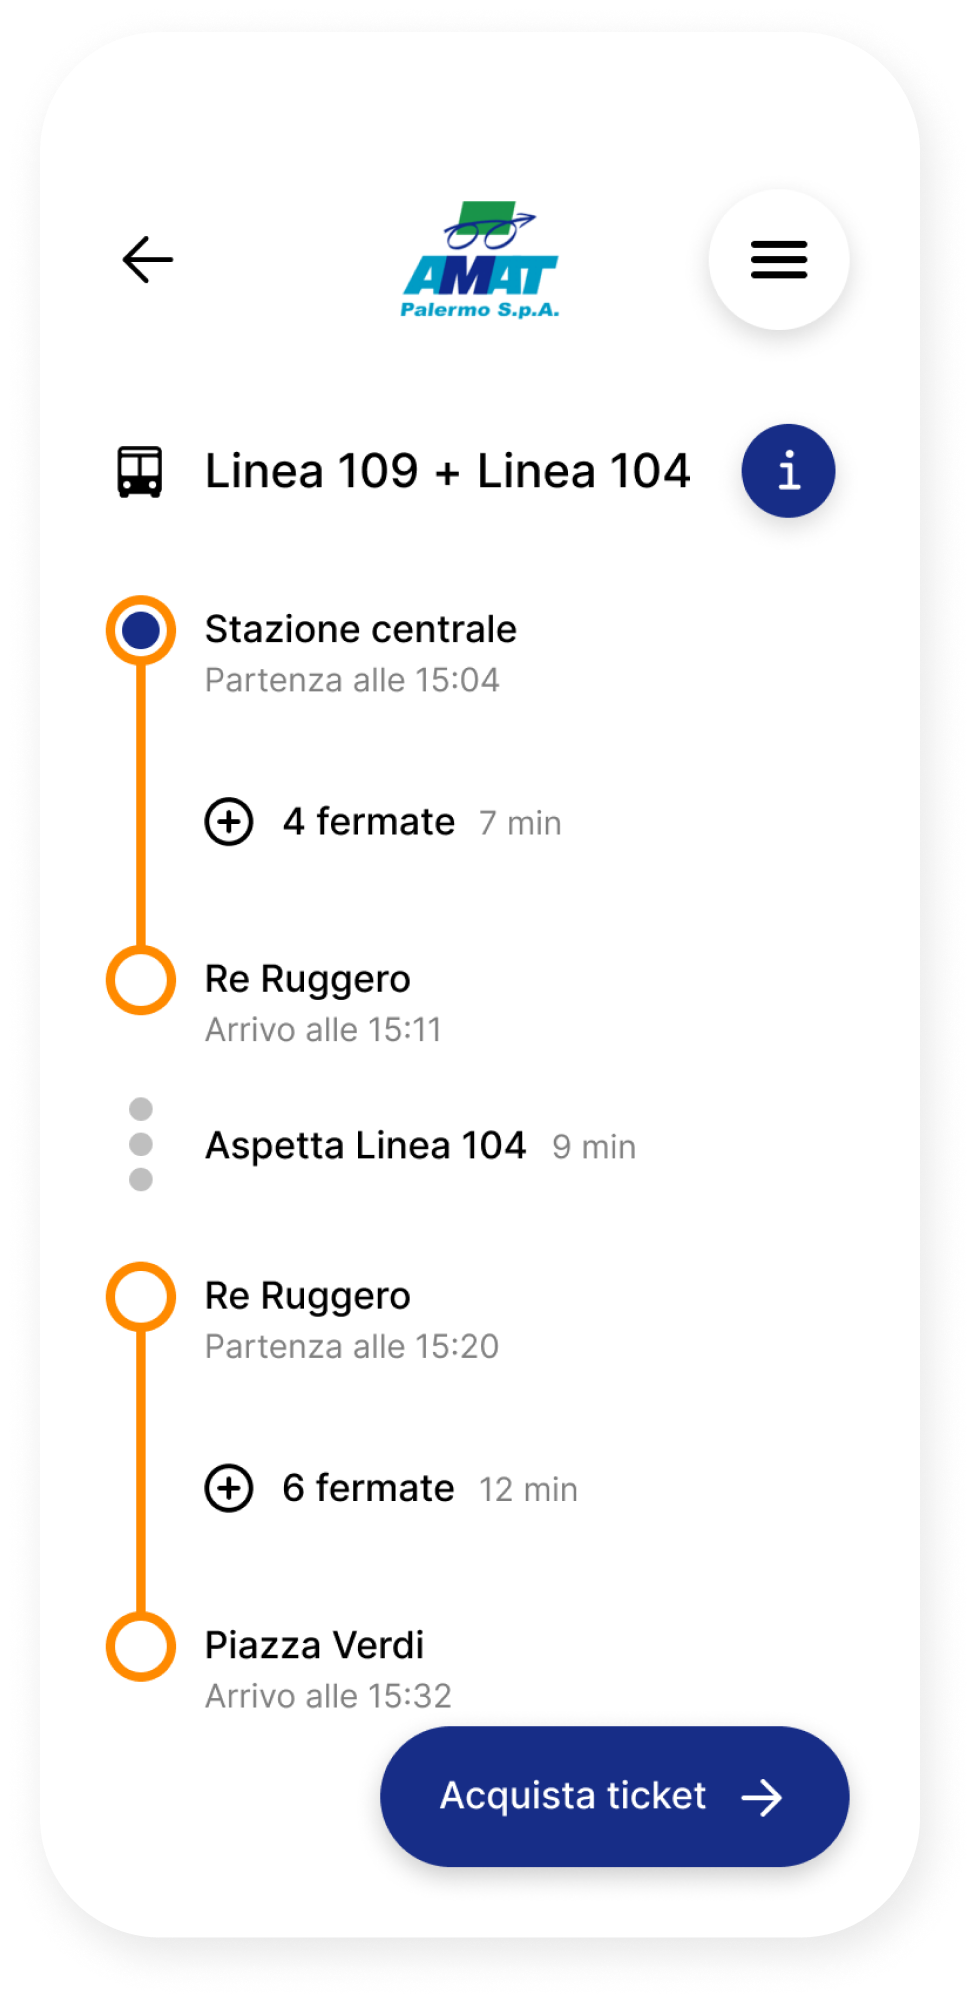 AMAT
Palermo S.p.A.
Linea 109 + Linea 104
i
Stazione centrale
Partenza alle 15:04
4 fermate 7 min
Re Ruggero
Arrivo alle 15:11
Aspetta Linea 104 9 min
Re Ruggero
Partenza alle 15:20
6 fermate 12 min
Piazza Verdi
Arrivo alle 15:32
Acquista ticket